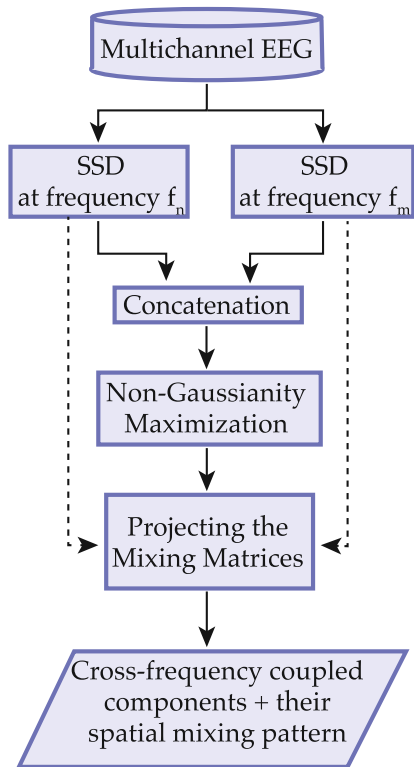 Multichannel EEG
SSD
at frequency fn
SSD
at frequency fm
Concatenation
Non-Gaussianity
Maximization
Projecting the
Mixing Matrices
Cross-frequency coupled
components + their
spatial mixing pattern